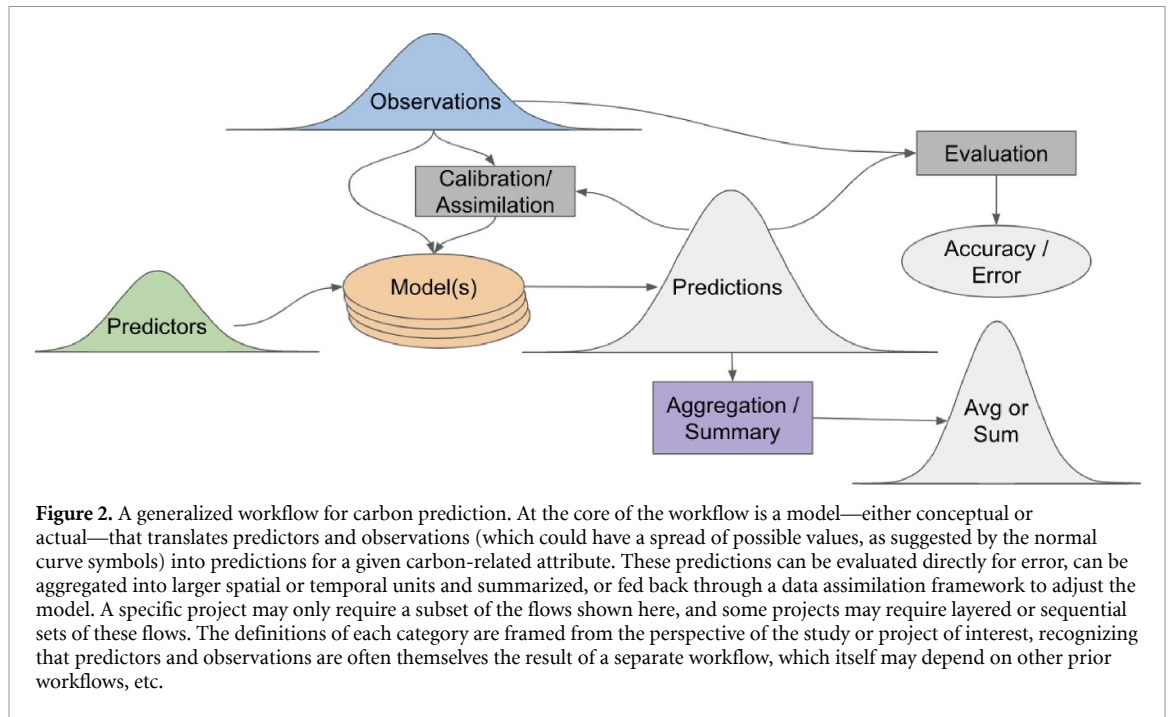 Observations
Evaluation
Calibration/
Assimilation
Accuracy /
Error
Model(s)
Predictions
Predictors
Aggregation /
Summary
Avg or
Sum
Figure 2. A generalized workflow for carbon prediction. At the core of the workflow is a model—either conceptual or
actual—that translates predictors and observations (which could have a spread of possible values, as suggested by the normal
curve symbols) into predictions for a given carbon-related attribute. These predictions can be evaluated directly for error, can be
aggregated into larger spatial or temporal units and summarized, or fed back through a data assimilation framework to adjust the
model. A specific project may only require a subset of the flows shown here, and some projects may require layered or sequential
sets of these flows. The definitions of each category are framed from the perspective of the study or project of interest, recognizing
that predictors and observations are often themselves the result of a separate workflow, which itself may depend on other prior
workflows, etc.